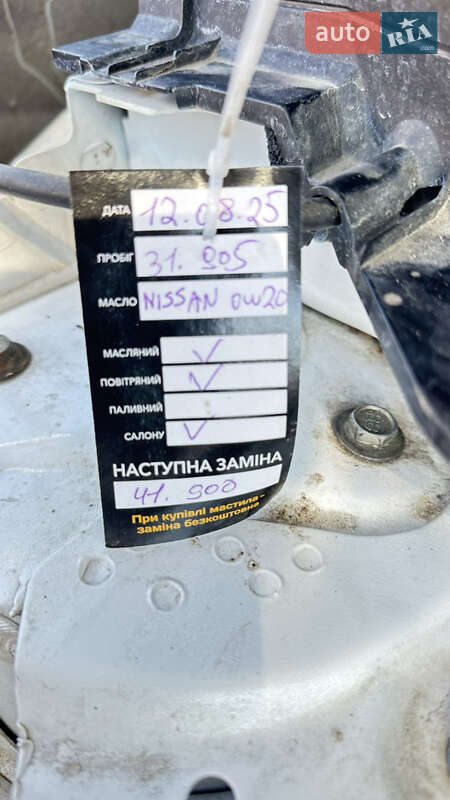 auto RIA.com
ДАТА 12.08.25
ПРОБІГ 31.905
МАСЛО NISSAN 0W20
МАСЛЯНИЙ ✓
ПОВІТРЯНИЙ ✓
ПАЛИВНИЙ
САЛОНУ ✓
НАСТУПНА ЗАМІНА
41.900
При купівлі мастила -
заміна безкоштовна